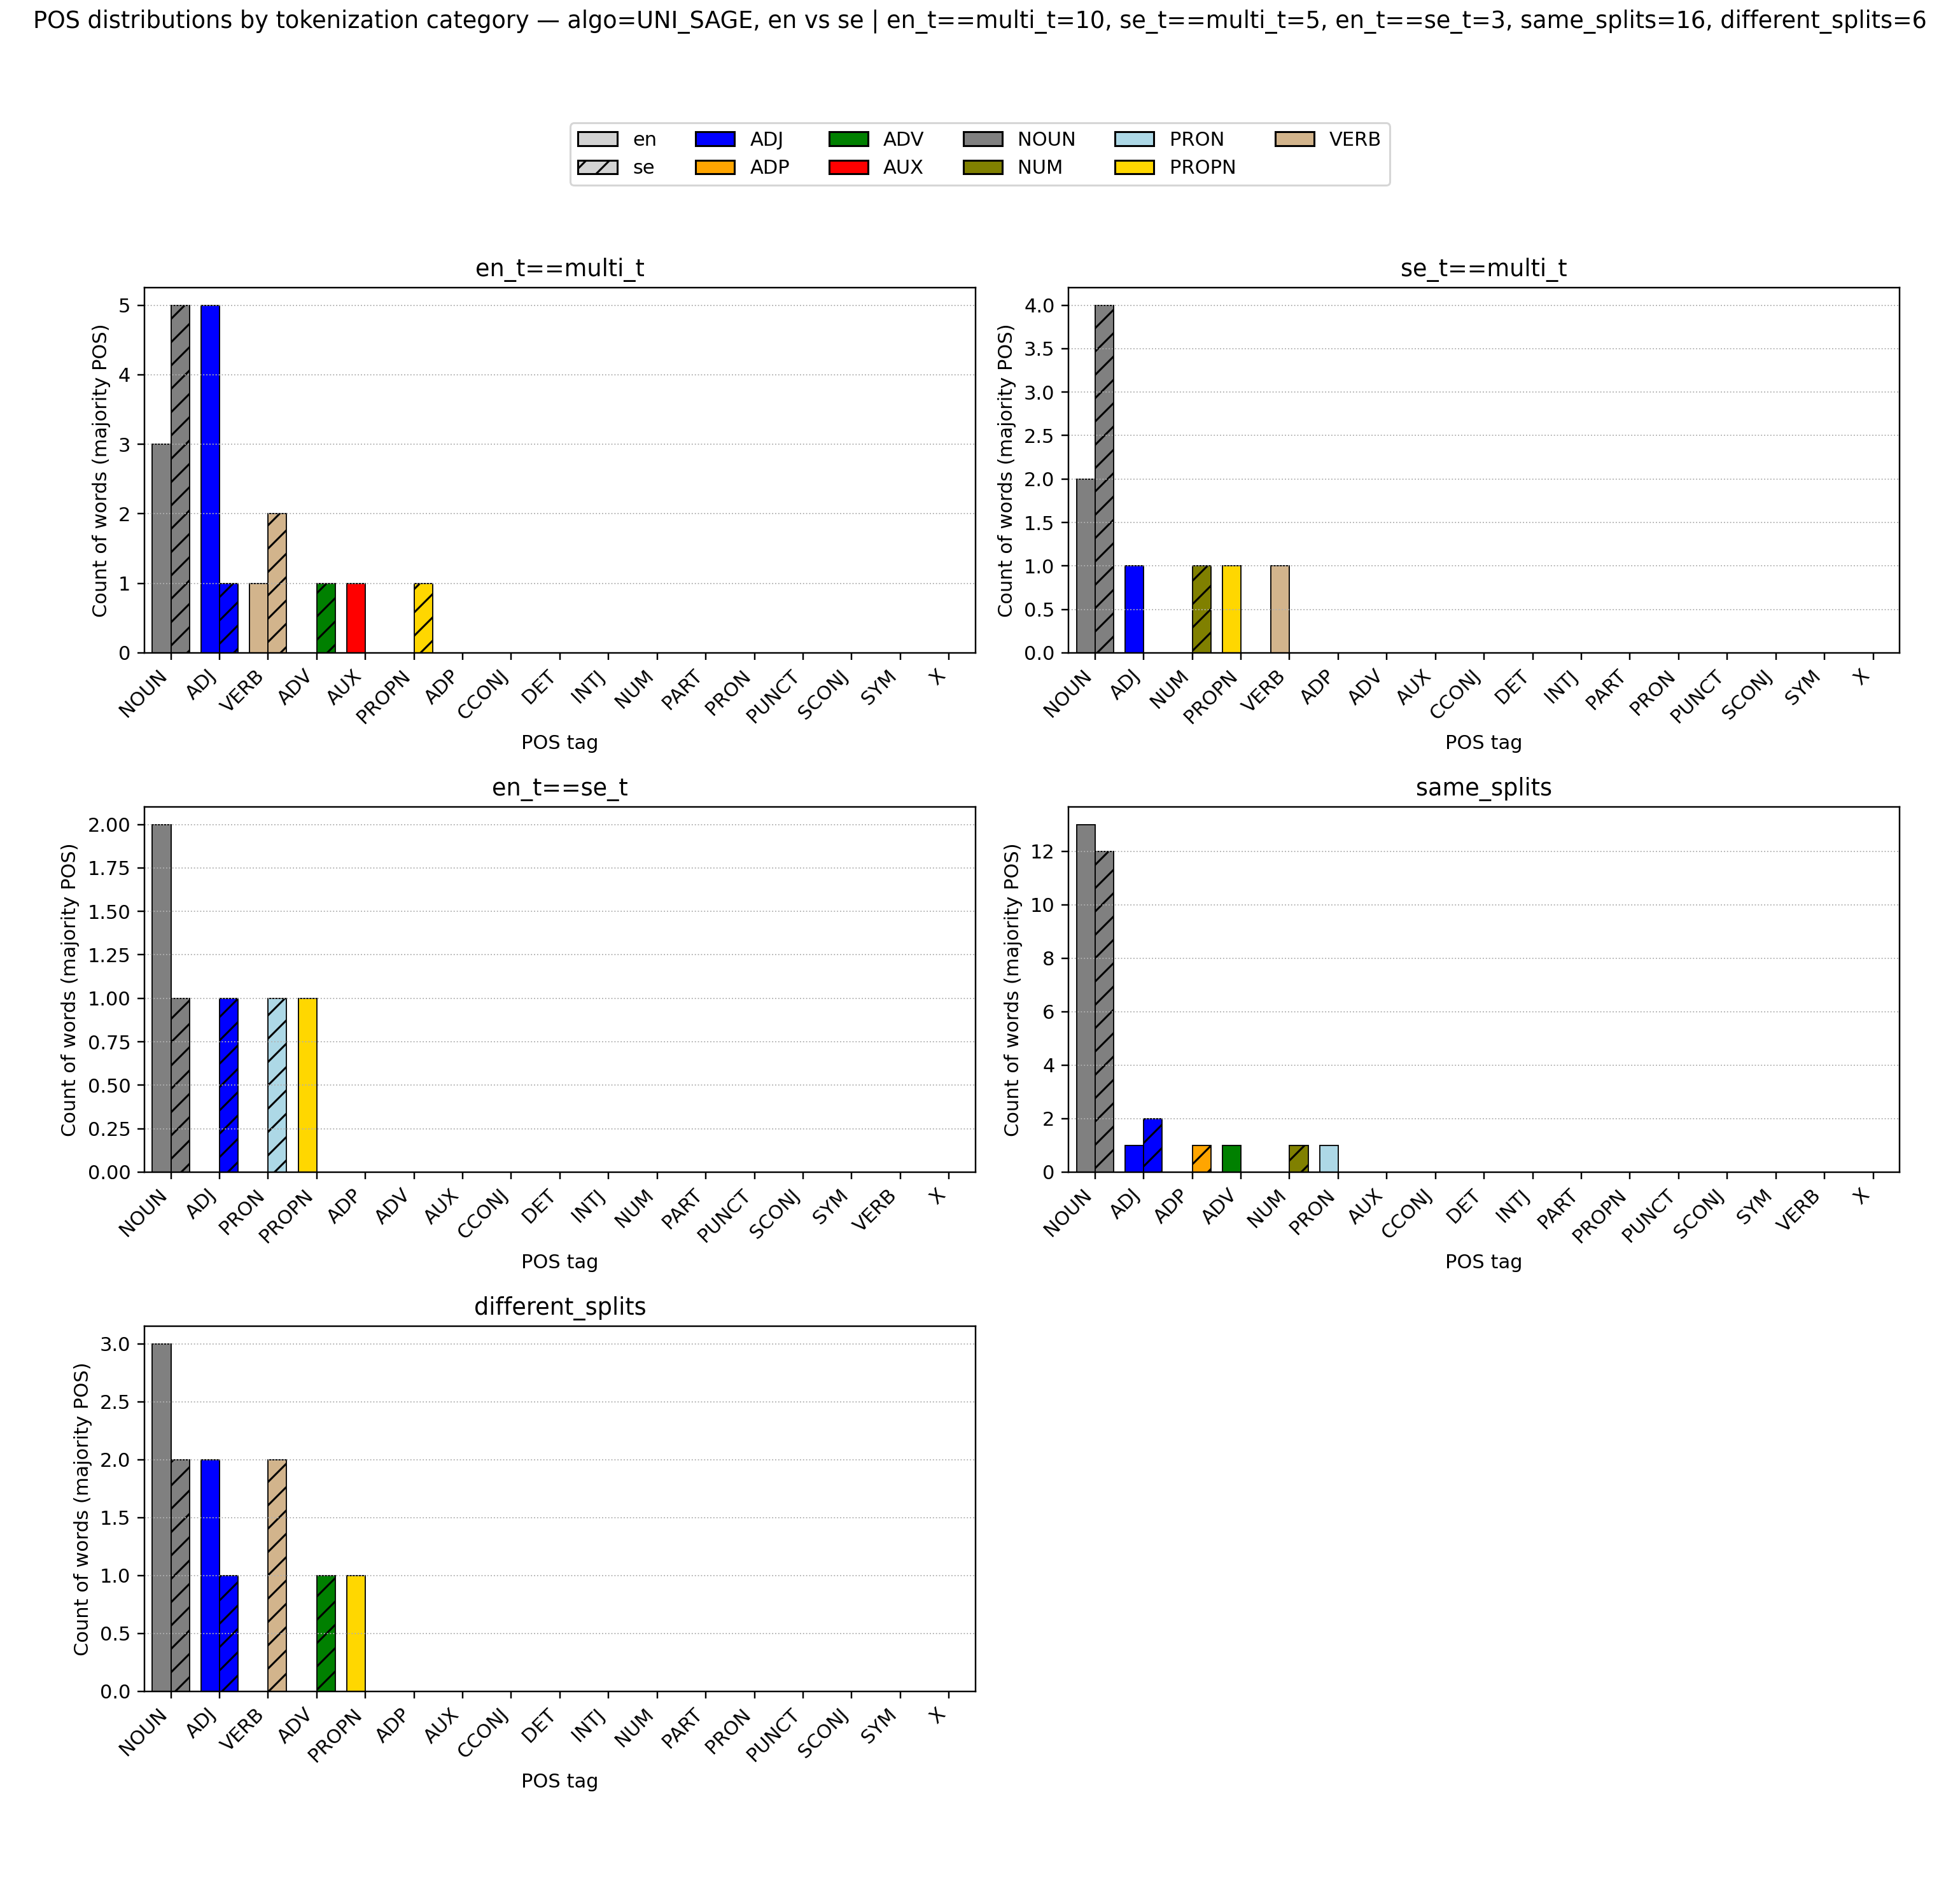 POS distributions by tokenization category — algo=UNI_SAGE, en vs se | en_t==multi_t=10, se_t==multi_t=5, en_t==se_t=3, same_splits=16, different_splits=6
en ADJ ADV NOUN PRON VERB
se ADP AUX NUM PROPN
en_t==multi_t
Count of words (majority POS)
5
4
3
2
1
0
NOUN ADJ VERB ADV AUX PROPN ADP CCONJ DET INTJ NUM PART PRON PUNCT SCONJ SYM X
POS tag
se_t==multi_t
Count of words (majority POS)
4.0
3.5
3.0
2.5
2.0
1.5
1.0
0.5
0.0
NOUN ADJ NUM PROPN VERB ADP ADV AUX CCONJ DET INTJ PART PRON PUNCT SCONJ SYM X
POS tag
en_t==se_t
Count of words (majority POS)
2.00
1.75
1.50
1.25
1.00
0.75
0.50
0.25
0.00
NOUN ADJ PRON PROPN ADP ADV AUX CCONJ DET INTJ NUM PART PUNCT SCONJ SYM VERB X
POS tag
same_splits
Count of words (majority POS)
12
10
8
6
4
2
0
NOUN ADJ ADP ADV NUM PRON AUX CCONJ DET INTJ PART PROPN PUNCT SCONJ SYM VERB X
POS tag
different_splits
Count of words (majority POS)
3.0
2.5
2.0
1.5
1.0
0.5
0.0
NOUN ADJ VERB ADV PROPN ADP AUX CCONJ DET INTJ NUM PART PRON PUNCT SCONJ SYM X
POS tag